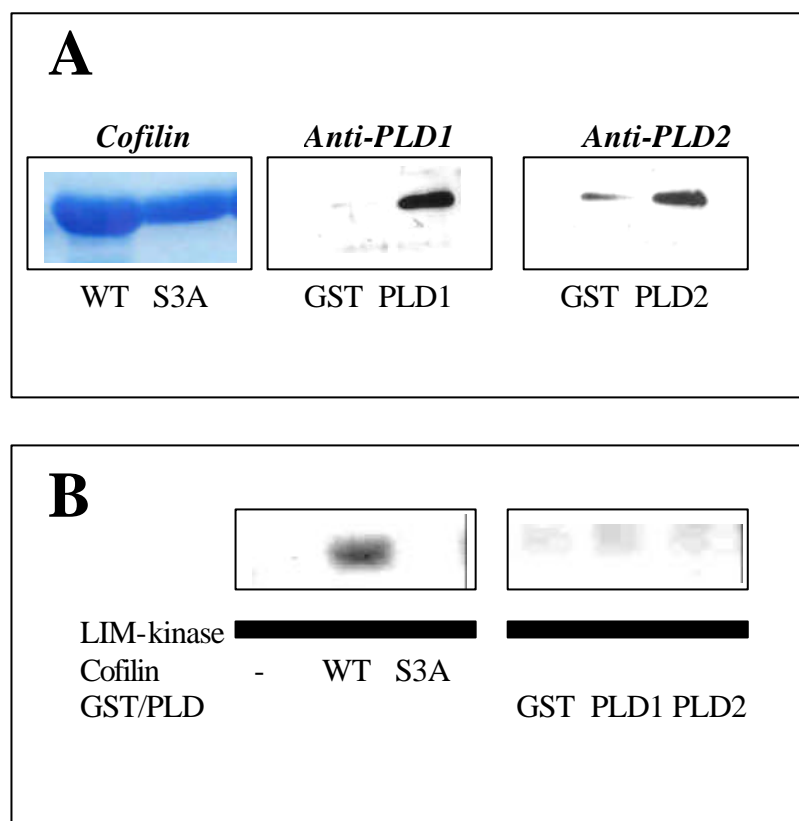 A
Cofilin Anti-PLD1 Anti-PLD2
WT S3A GST PLD1 GST PLD2
B
LIM-kinase
Cofilin - WT S3A
GST/PLD GST PLD1 PLD2